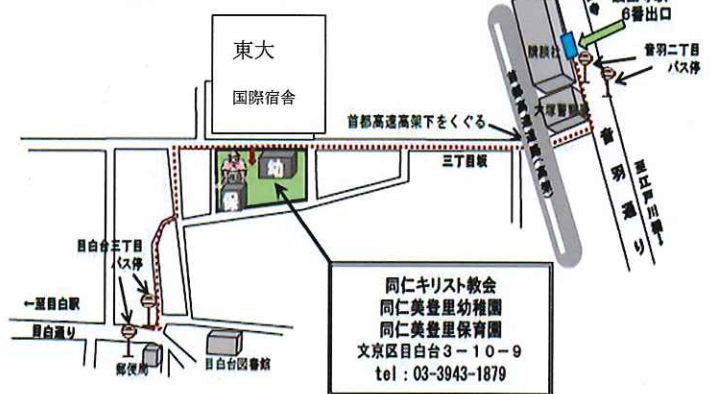 6番出口
音羽二丁目
バス停
講談社
大塚警察署
東大
国際宿舎
首都高速高架下をくぐる
首都高速道路(高架)
三丁目坂
音羽通り
至江戸川橋→
幼
保
目白台三丁目
バス停
←至目白駅
目白通り
郵便局
目白台図書館
同仁キリスト教会
同仁美登里幼稚園
同仁美登里保育園
文京区目白台3-10-9
tel:03-3943-1879